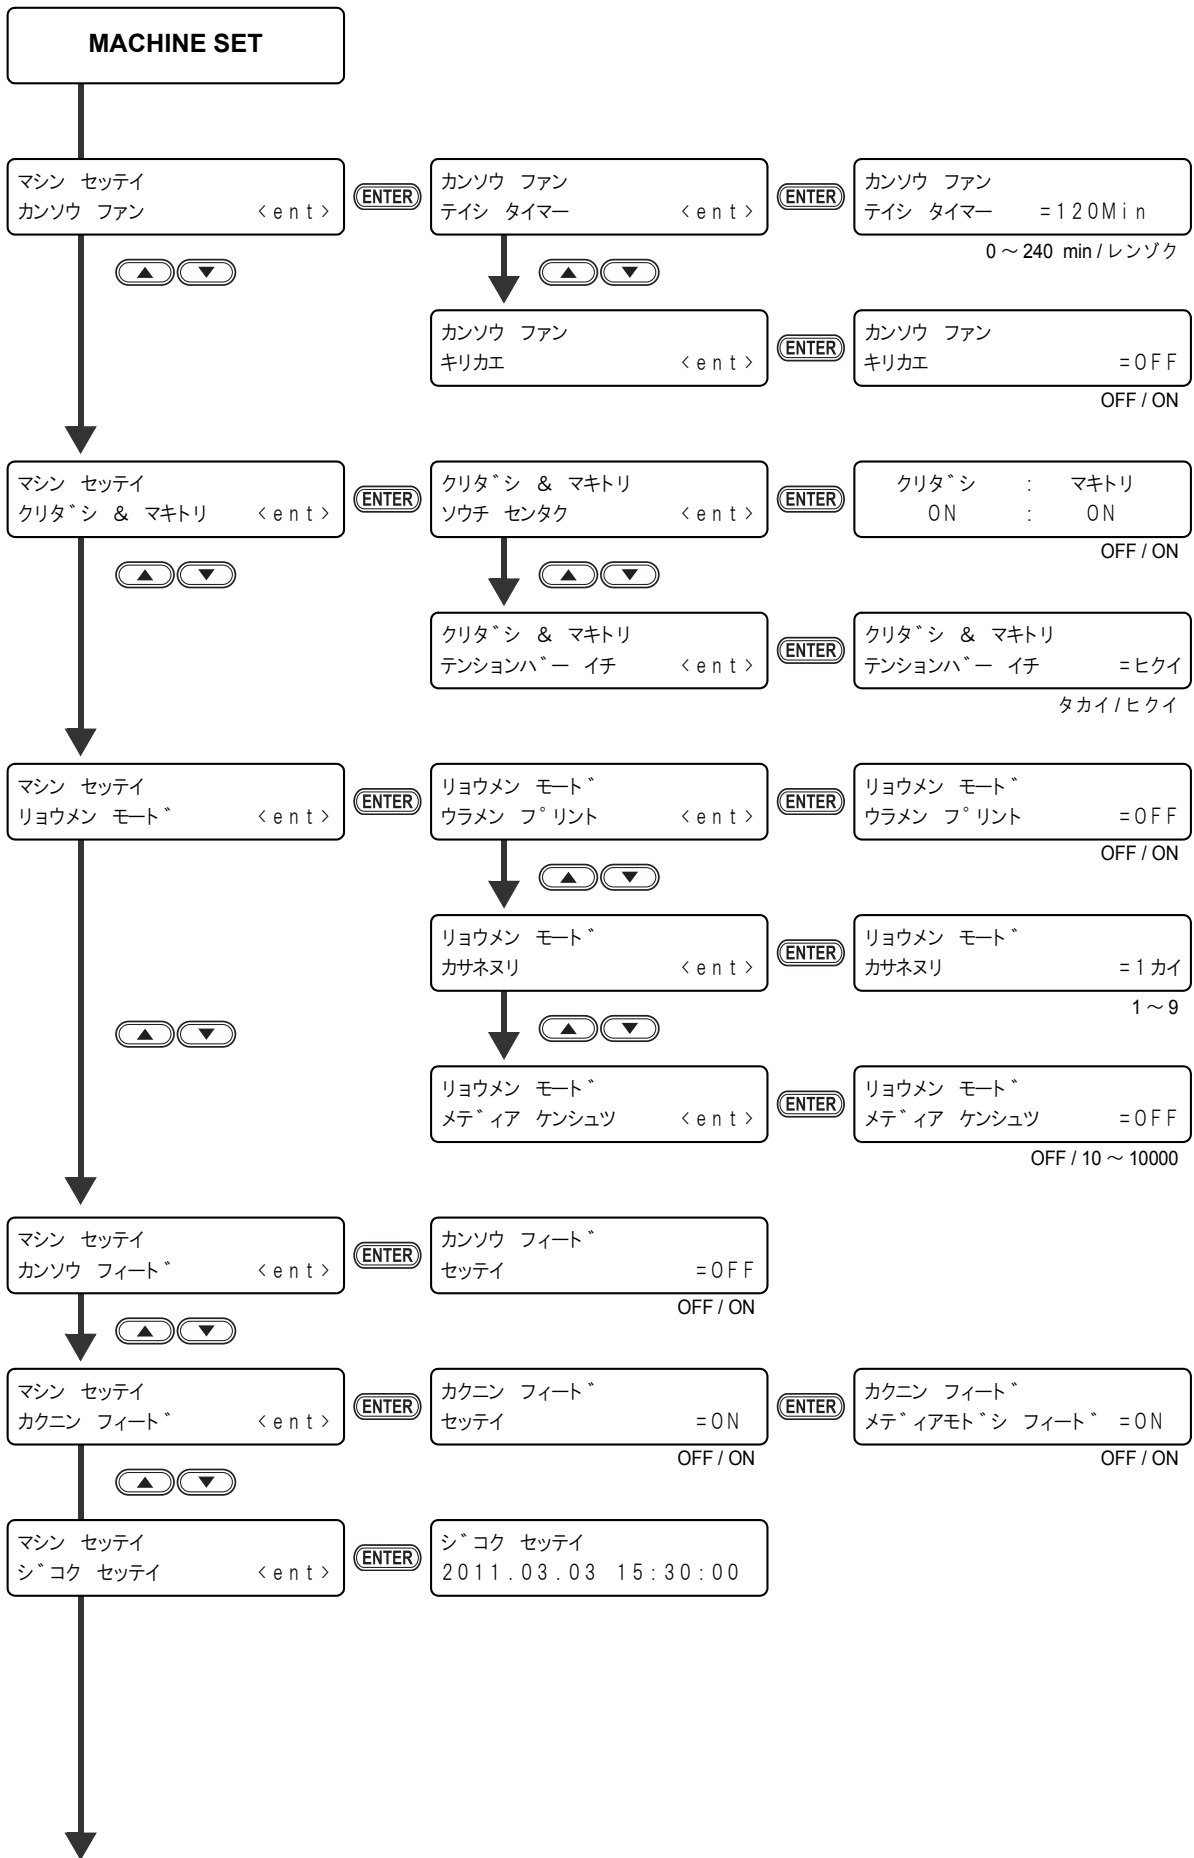 MACHINE SET
マシン セッテイ
カンソウ ファン <ent>
ENTER
カンソウ ファン
テイシ タイマー <ent>
ENTER
カンソウ ファン
テイシ タイマー =120Min
0～240 min / レンゾク
カンソウ ファン
キリカエ <ent>
ENTER
カンソウ ファン
キリカエ =OFF
OFF / ON
マシン セッテイ
クリタ゛シ & マキトリ <ent>
ENTER
クリタ゛シ & マキトリ
ソウチ センタク <ent>
ENTER
クリタ゛シ : マキトリ
ON : ON
OFF / ON
クリタ゛シ & マキトリ
テンションハ゛ー イチ <ent>
ENTER
クリタ゛シ & マキトリ
テンションハ゛ー イチ =ヒクイ
タカイ / ヒクイ
マシン セッテイ
リョウメン モート゛ <ent>
ENTER
リョウメン モート゛
ウラメン フ゜リント <ent>
ENTER
リョウメン モート゛
ウラメン フ゜リント =OFF
OFF / ON
リョウメン モート゛
カサネヌリ <ent>
ENTER
リョウメン モート゛
カサネヌリ =1カイ
1～9
リョウメン モート゛
メテ゛ィア ケンシュツ <ent>
ENTER
リョウメン モート゛
メテ゛ィア ケンシュツ =OFF
OFF / 10～10000
マシン セッテイ
カンソウ フィート゛ <ent>
ENTER
カンソウ フィート゛
セッテイ =OFF
OFF / ON
マシン セッテイ
カクニン フィート゛ <ent>
ENTER
カクニン フィート゛
セッテイ =ON
OFF / ON
ENTER
カクニン フィート゛
メテ゛ィアモト゛シ フィート゛ =ON
OFF / ON
マシン セッテイ
シ゛コク セッテイ <ent>
ENTER
シ゛コク セッテイ
2011.03.03 15:30:00